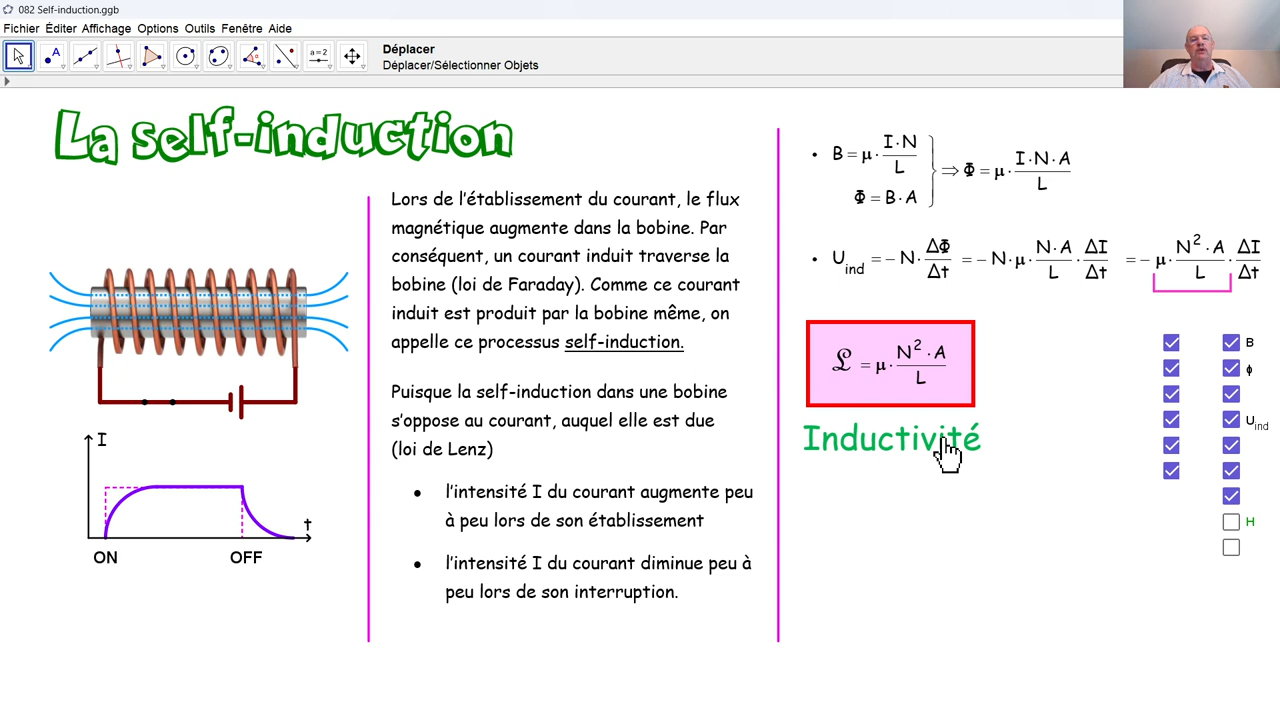 082 Self-induction.ggb
Fichier Éditer Affichage Options Outils Fenêtre Aide
A
a=2
Déplacer
Déplacer/Sélectionner Objets
La self-induction
I
t
ON
OFF
Lors de l'établissement du courant, le flux
magnétique augmente dans la bobine. Par
conséquent, un courant induit traverse la
bobine (loi de Faraday). Comme ce courant
induit est produit par la bobine même, on
appelle ce processus self-induction.
Puisque la self-induction dans une bobine
s'oppose au courant, auquel elle est due
(loi de Lenz)
• l'intensité I du courant augmente peu
à peu lors de son établissement
• l'intensité I du courant diminue peu à
peu lors de son interruption.
• B = μ · I·N / L
Φ = B · A
⇒ Φ = μ · I·N·A / L
• U_ind = − N · ΔΦ/Δt = − N·μ · N·A/L · ΔI/Δt = − μ · N²·A/L · ΔI/Δt
ℒ = μ · N²·A / L
Inductivité
B
ϕ
U_ind
H